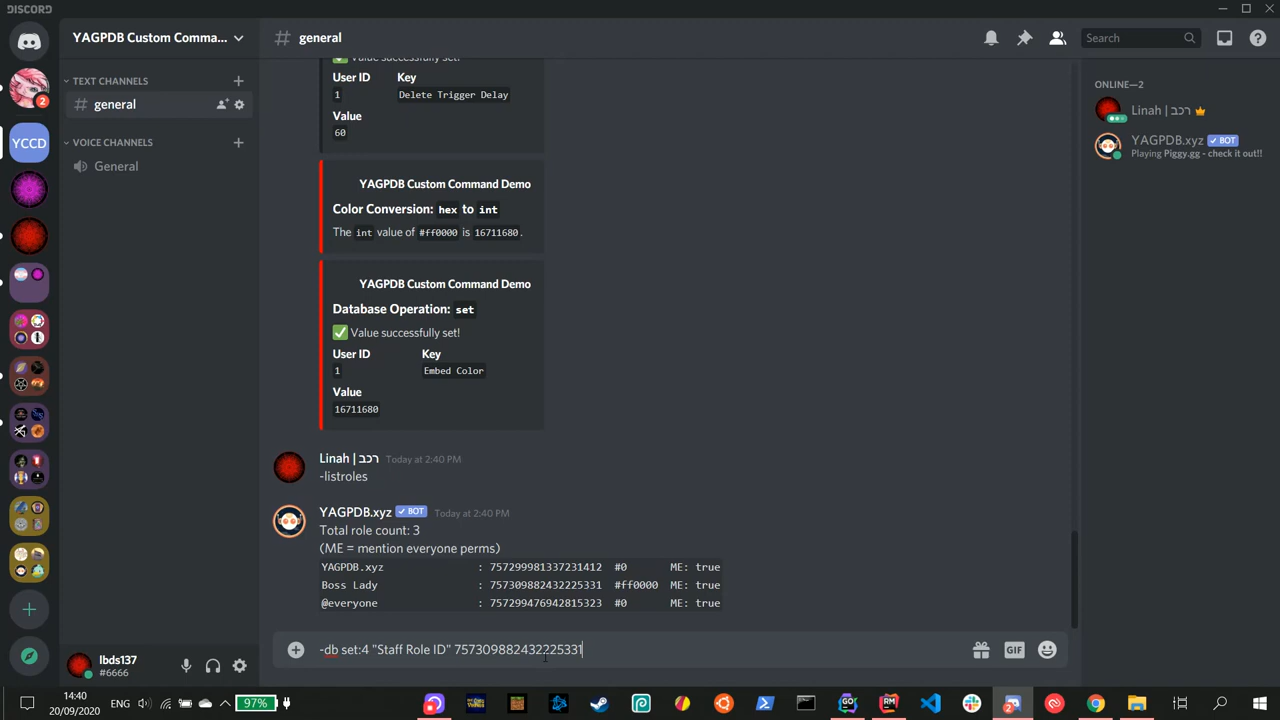 DISCORD
YAGPDB Custom Comma...
# general
Search
TEXT CHANNELS
# general
VOICE CHANNELS
General
2
YCCD
Value successfully set!
User ID Key
1 Delete Trigger Delay
Value
60
YAGPDB Custom Command Demo
Color Conversion: hex to int
The int value of #ff0000 is 16711680.
YAGPDB Custom Command Demo
Database Operation: set
✅ Value successfully set!
User ID Key
1 Embed Color
Value
16711680
Linah | רכב Today at 2:40 PM
-listroles
YAGPDB.xyz ✓ BOT Today at 2:40 PM
Total role count: 3
(ME = mention everyone perms)
YAGPDB.xyz : 757299981337231412 #0 ME: true
Boss Lady : 757309882432225331 #ff0000 ME: true
@everyone : 757299476942815323 #0 ME: true
-db set:4 "Staff Role ID" 757309882432225331
GIF
ONLINE—2
Linah | רכב
YAGPDB.xyz ✓ BOT
Playing Piggy.gg - check it out!!
lbds137
#6666
14:40
20/09/2020
ENG
97%